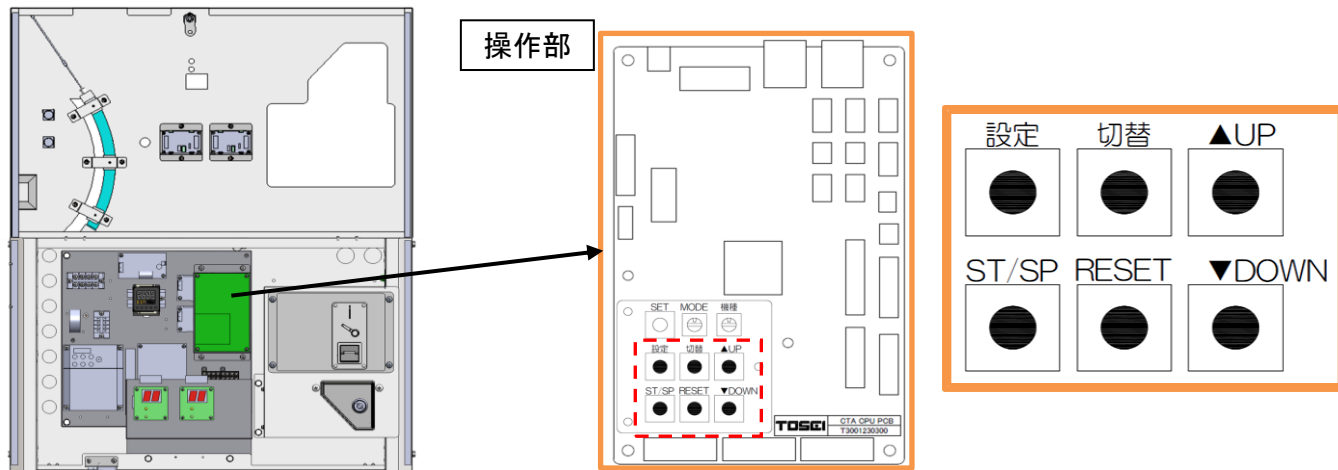 操作部
SET MODE 機種
設定 切替 ▲UP
ST/SP RESET ▼DOWN
TOSEI
CTA CPU PCB
T3001230300
設定 切替 ▲UP
ST/SP RESET ▼DOWN